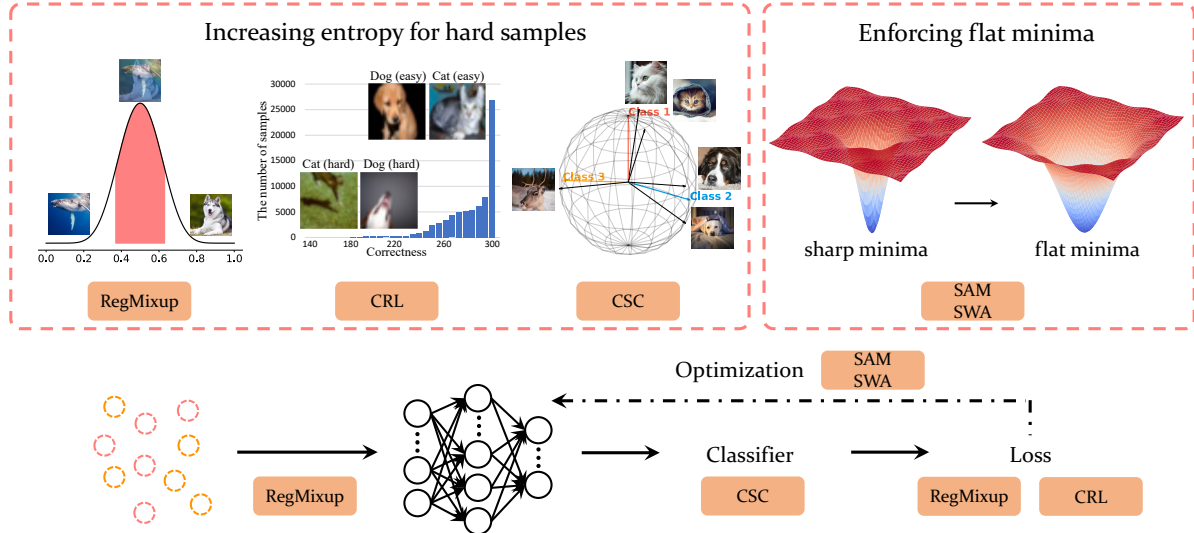 Increasing entropy for hard samples
0.0 0.2 0.4 0.6 0.8 1.0
RegMixup
The number of samples
30000
25000
20000
15000
10000
5000
0
Dog (easy) Cat (easy)
Cat (hard) Dog (hard)
140 180 220 260 300
Correctness
CRL
Class 1
Class 3
Class 2
CSC
Enforcing flat minima
sharp minima
flat minima
SAM
SWA
Optimization
SAM
SWA
RegMixup
Classifier
CSC
Loss
RegMixup
CRL